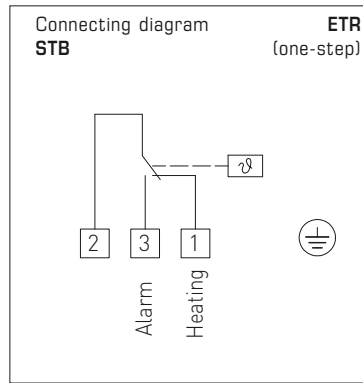 Connecting diagram ETR
STB (one-step)
ϑ
2 3 1
Alarm
Heating